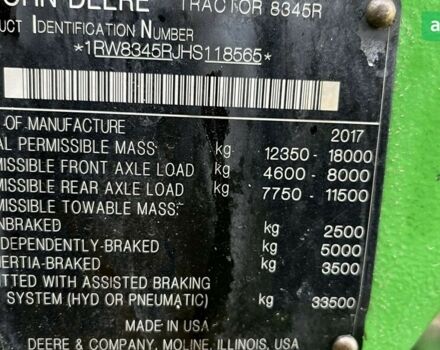 JOHN DEERE TRACTOR 8345R
UCT IDENTIFICATION NUMBER
*1RW8345RJHS118565*
OF MANUFACTURE 2017
AL PERMISSIBLE MASS: kg 12350 - 18000
MISSIBLE FRONT AXLE LOAD kg 4600 - 8000
MISSIBLE REAR AXLE LOAD kg 7750 - 11500
MISSIBLE TOWABLE MASS:
NBRAKED kg 2500
DEPENDENTLY-BRAKED kg 5000
NERTIA-BRAKED kg 3500
ITTED WITH ASSISTED BRAKING
SYSTEM (HYD OR PNEUMATIC) kg 33500
MADE IN USA
DEERE & COMPANY, MOLINE, ILLINOIS, USA